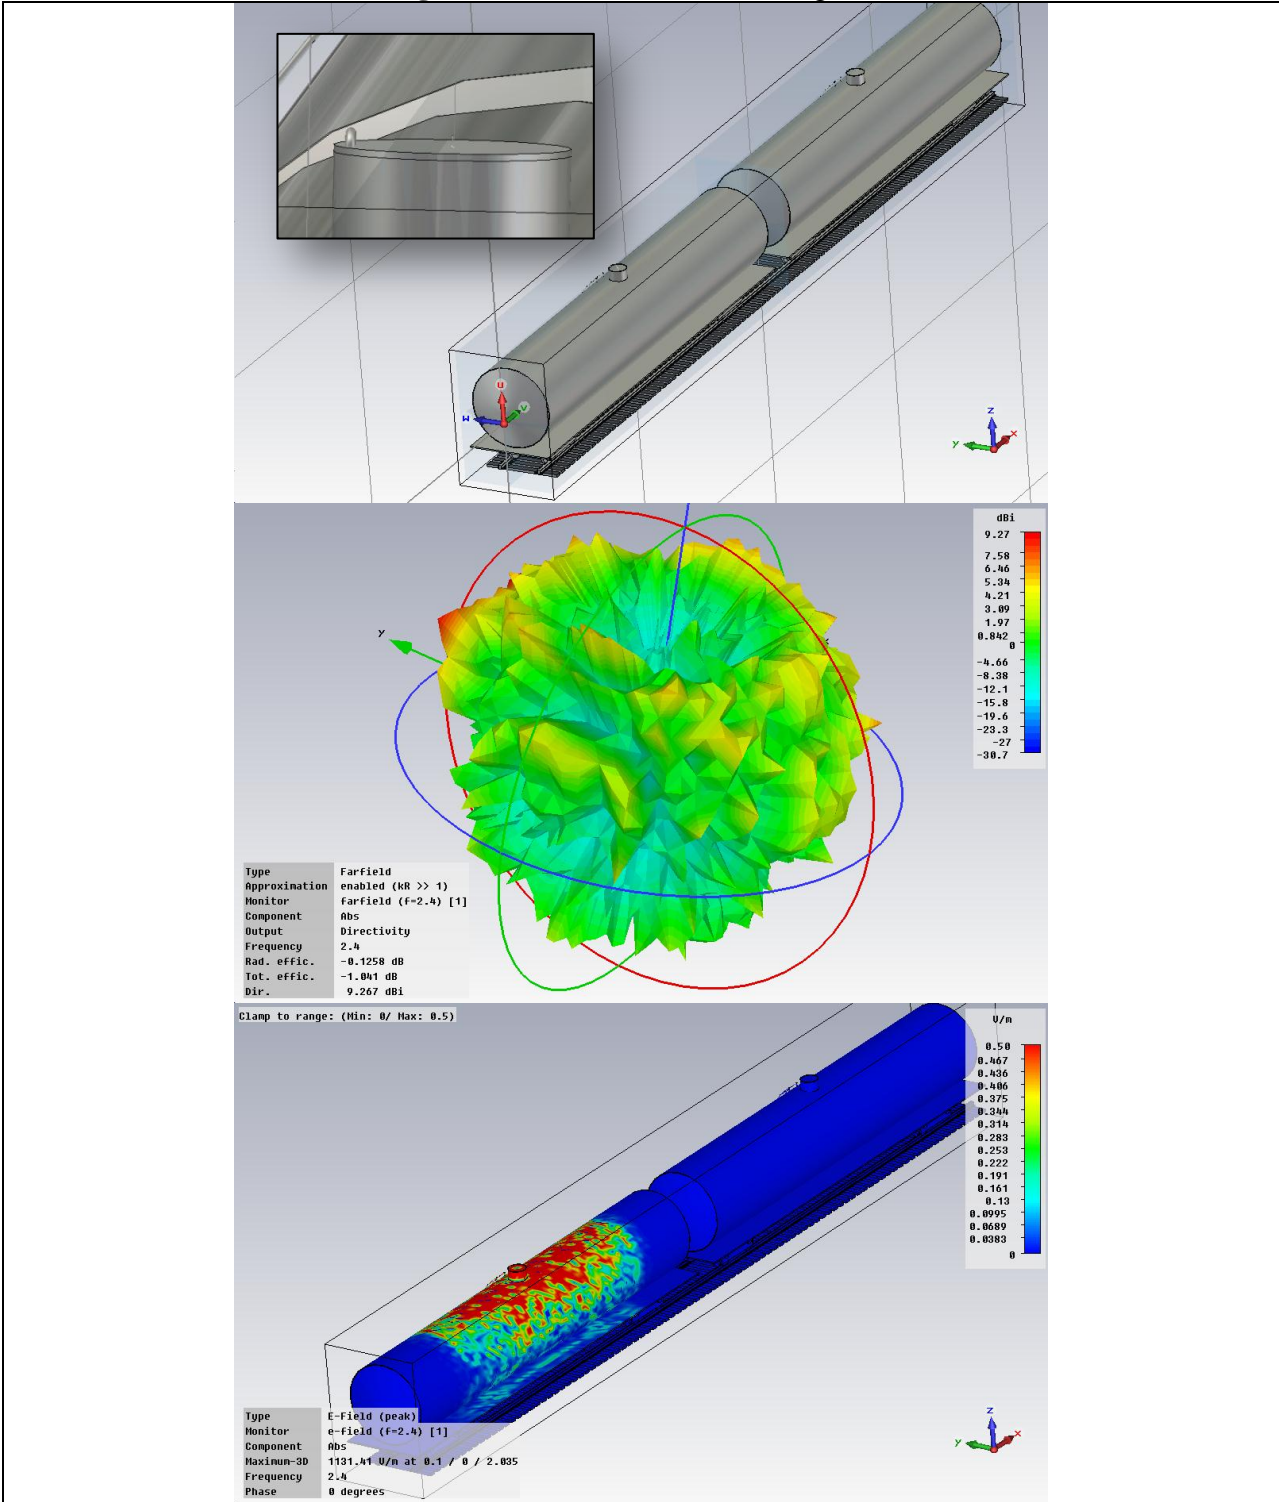 u
v
w
z
y
x
dBi
9.27
7.58
6.46
5.34
4.21
3.09
1.97
0.842
0
-4.66
-8.38
-12.1
-15.8
-19.6
-23.3
-27
-30.7
y
Type Farfield
Approximation enabled (kR >> 1)
Monitor farfield (f=2.4) [1]
Component Abs
Output Directivity
Frequency 2.4
Rad. effic. -0.1258 dB
Tot. effic. -1.041 dB
Dir. 9.267 dBi
Clamp to range: (Min: 0/ Max: 0.5)
V/m
0.50
0.467
0.436
0.406
0.375
0.344
0.314
0.283
0.253
0.222
0.191
0.161
0.13
0.0995
0.0689
0.0383
0
Type E-Field (peak)
Monitor e-field (f=2.4) [1]
Component Abs
Maximum-3D 1131.41 V/m at 0.1 / 0 / 2.035
Frequency 2.4
Phase 0 degrees
z
y
x